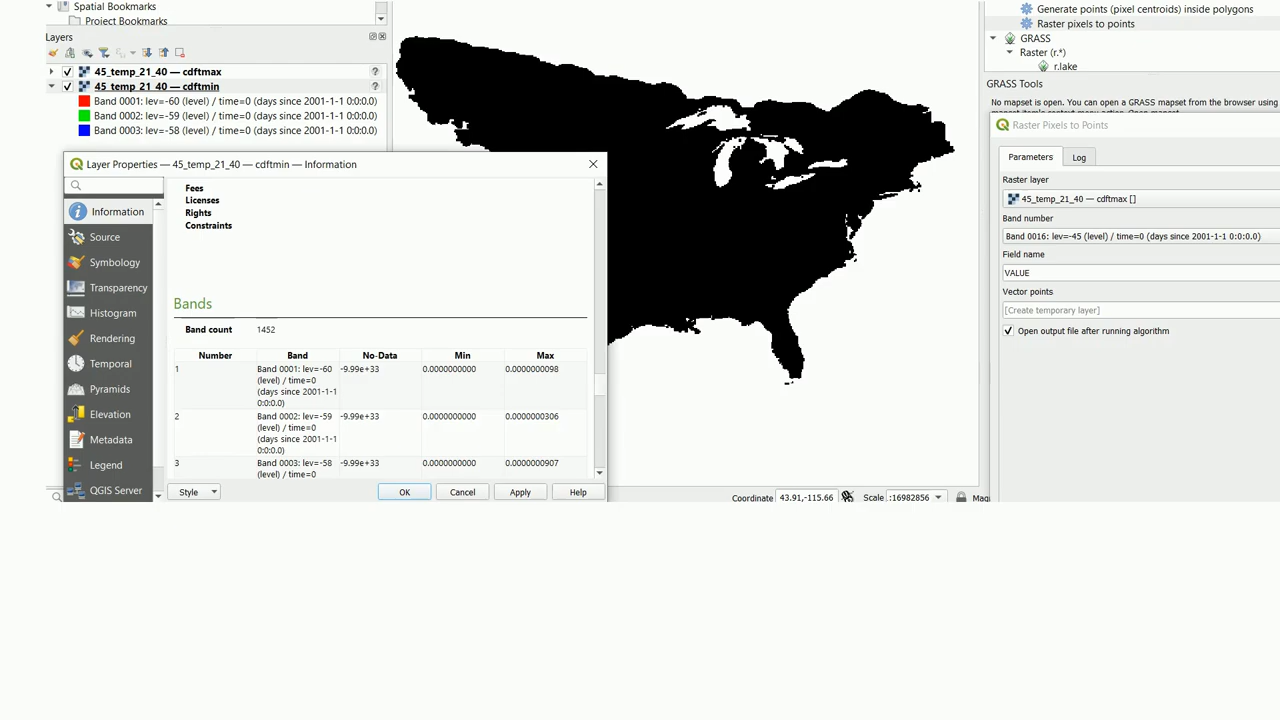 Spatial Bookmarks
Project Bookmarks
Layers
45_temp_21_40 — cdftmax
?
45_temp_21_40 — cdftmin
?
Band 0001: lev=-60 (level) / time=0 (days since 2001-1-1 0:0:0.0)
Band 0002: lev=-59 (level) / time=0 (days since 2001-1-1 0:0:0.0)
Band 0003: lev=-58 (level) / time=0 (days since 2001-1-1 0:0:0.0)
Layer Properties — 45_temp_21_40 — cdftmin — Information
Information
Source
Symbology
Transparency
Histogram
Rendering
Temporal
Pyramids
Elevation
Metadata
Legend
QGIS Server
Fees
Licenses
Rights
Constraints
Bands
Band count 1452
Number Band No-Data Min Max
1 Band 0001: lev=-60 -9.99e+33 0.0000000000 0.0000000098
(level) / time=0
(days since 2001-1-1
0:0:0.0)
2 Band 0002: lev=-59 -9.99e+33 0.0000000000 0.0000000306
(level) / time=0
(days since 2001-1-1
0:0:0.0)
3 Band 0003: lev=-58 -9.99e+33 0.0000000000 0.0000000907
(level) / time=0
Style OK Cancel Apply Help
Coordinate 43.91,-115.66 Scale :16982856
Generate points (pixel centroids) inside polygons
Raster pixels to points
GRASS
Raster (r.*)
r.lake
GRASS Tools
No mapset is open. You can open a GRASS mapset from the browser using
Raster Pixels to Points
Parameters Log
Raster layer
45_temp_21_40 — cdftmax []
Band number
Band 0016: lev=-45 (level) / time=0 (days since 2001-1-1 0:0:0.0)
Field name
VALUE
Vector points
[Create temporary layer]
Open output file after running algorithm